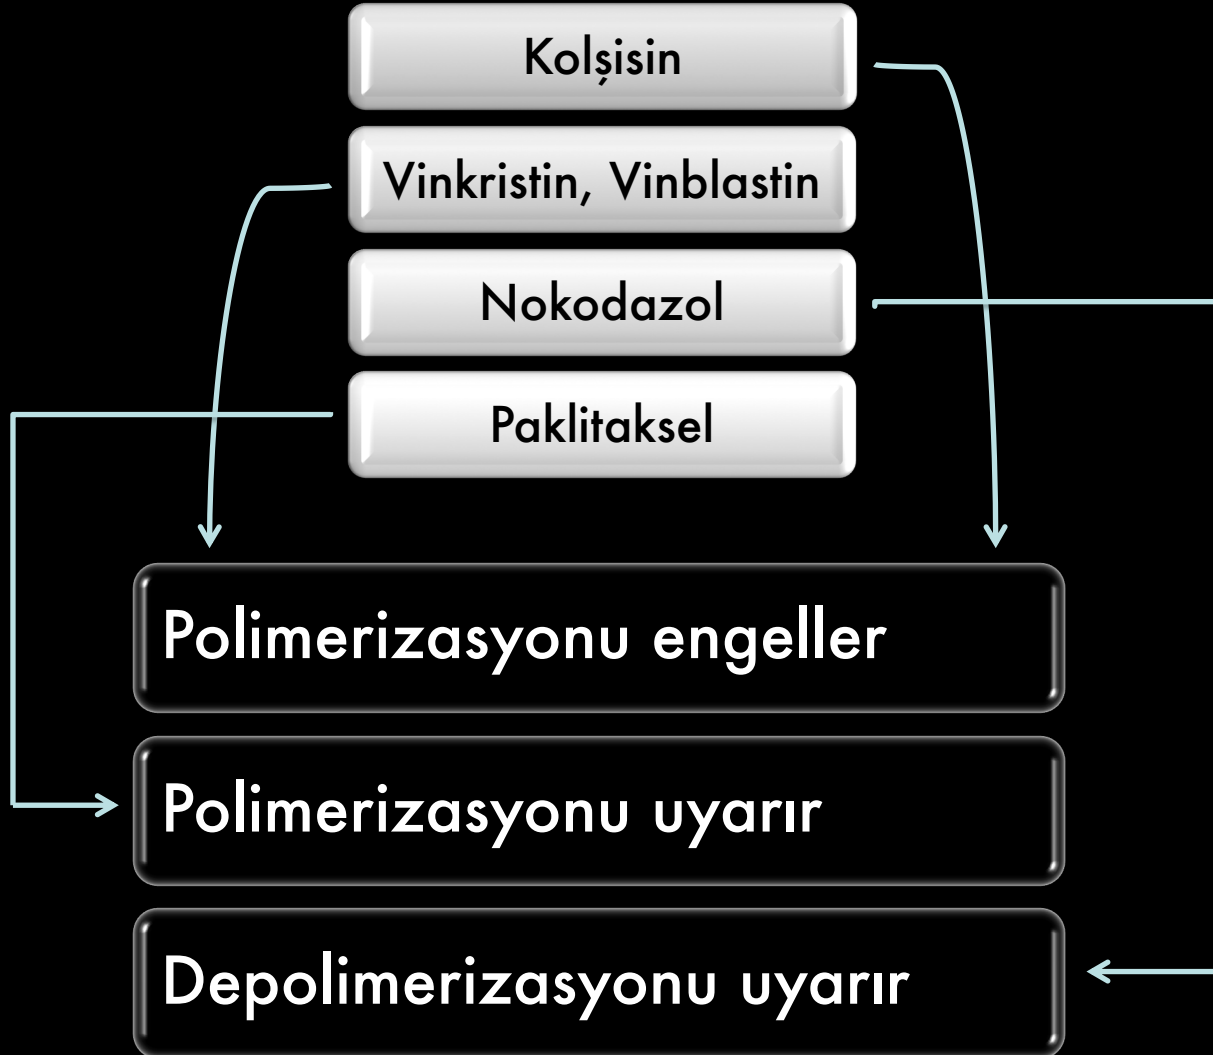 Kolşisin
Vinkristin, Vinblastin
Nokodazol
Paklitaksel
Polimerizasyonu engeller
Polimerizasyonu uyarır
Depolimerizasyonu uyarır